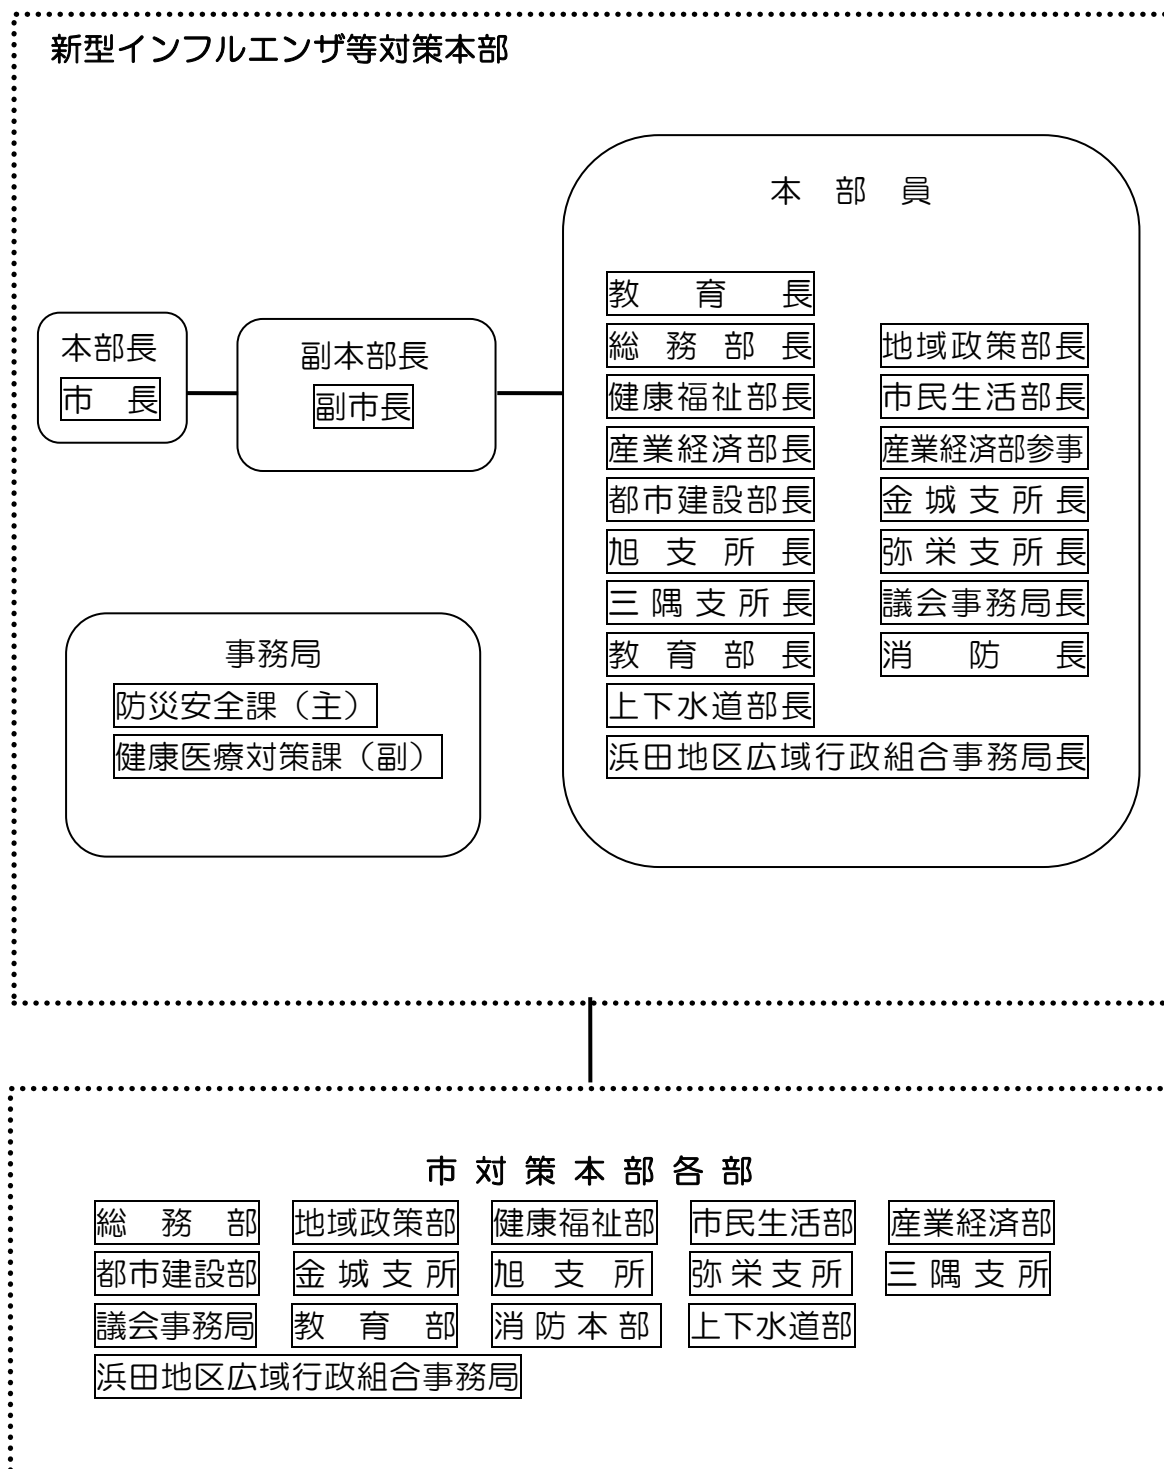 新型インフルエンザ等対策本部
本部長
市　長
副本部長
副市長
本　部　員
教　育　長
総　務　部　長　地域政策部長
健康福祉部長　市民生活部長
産業経済部長　産業経済部参事
都市建設部長　金城支所長
旭　支　所　長　弥栄支所長
三隅支所長　議会事務局長
教　育　部　長　消　防　長
上下水道部長
浜田地区広域行政組合事務局長
事務局
防災安全課（主）
健康医療対策課（副）
市対策本部各部
総　務　部　地域政策部　健康福祉部　市民生活部　産業経済部
都市建設部　金城支所　旭　支　所　弥栄支所　三隅支所
議会事務局　教　育　部　消防本部　上下水道部
浜田地区広域行政組合事務局